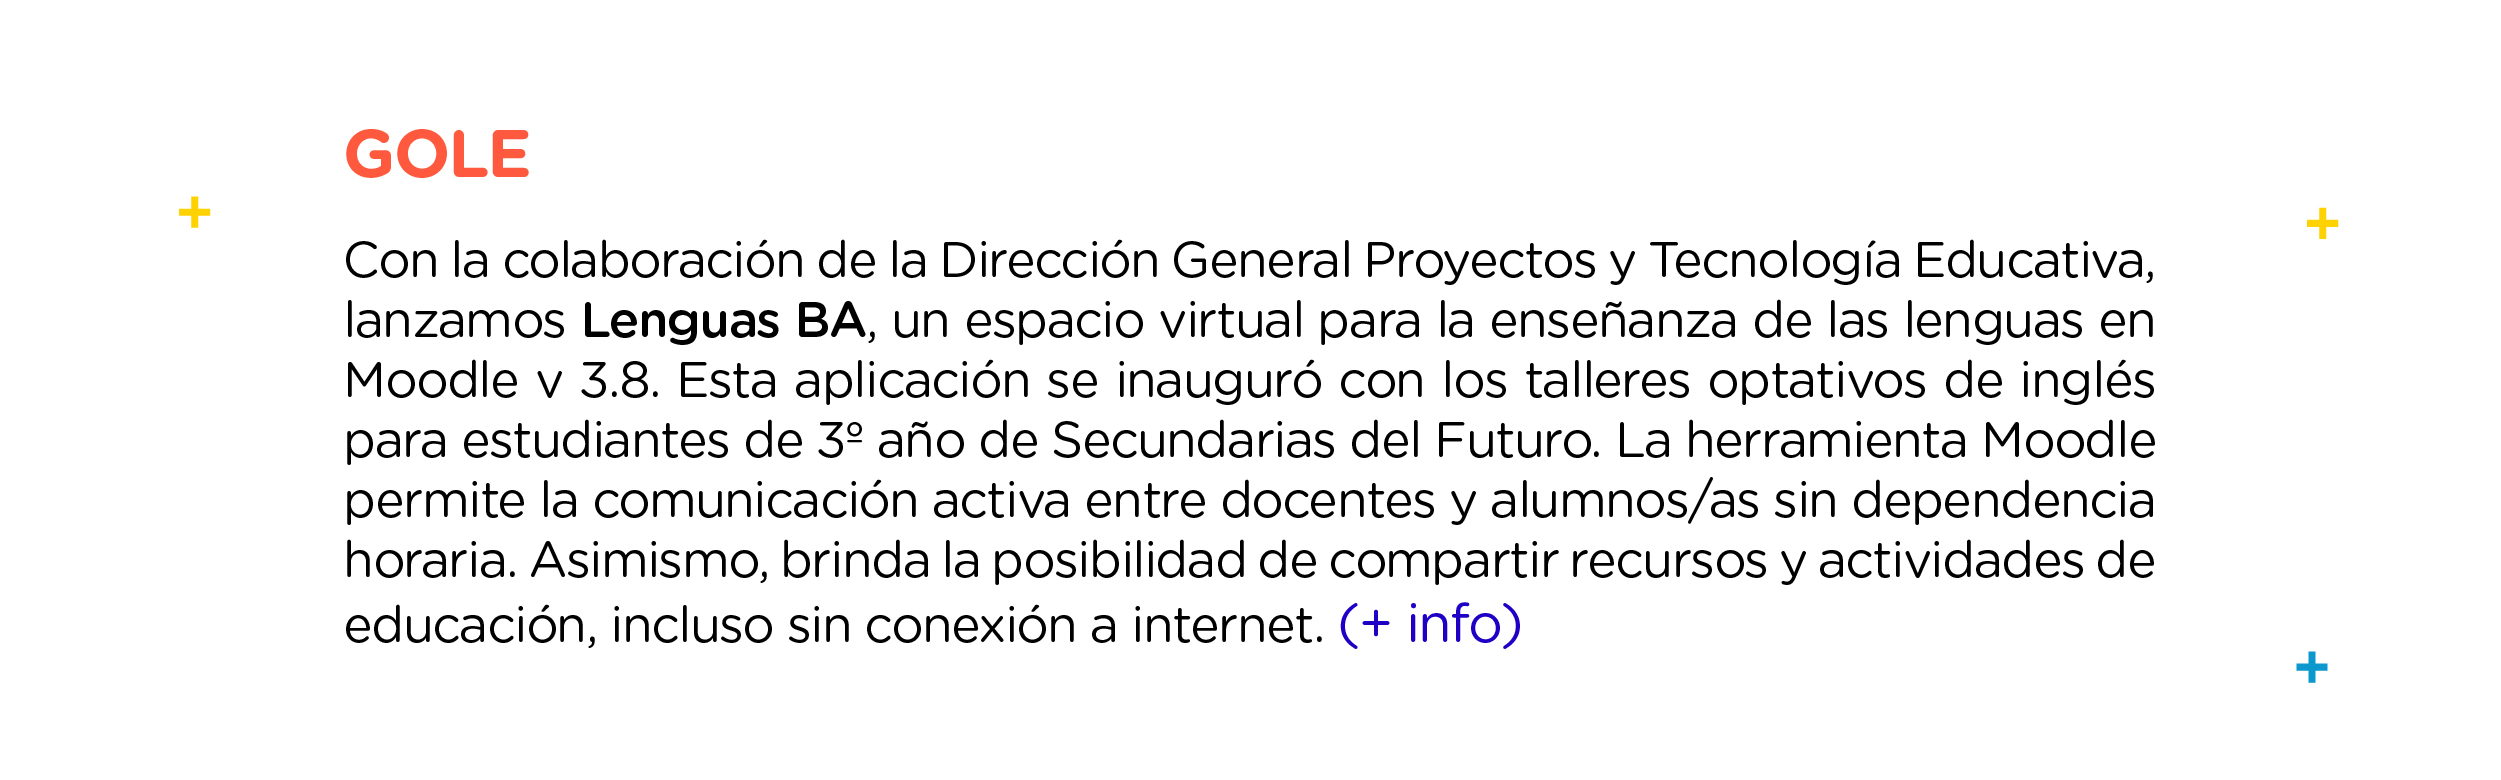 GOLE
Con la colaboración de la Dirección General Proyectos y Tecnología Educativa,
lanzamos Lenguas BA, un espacio virtual para la enseñanza de las lenguas en
Moodle v 3.8. Esta aplicación se inauguró con los talleres optativos de inglés
para estudiantes de 3º año de Secundarias del Futuro. La herramienta Moodle
permite la comunicación activa entre docentes y alumnos/as sin dependencia
horaria. Asimismo, brinda la posibilidad de compartir recursos y actividades de
educación, incluso sin conexión a internet. (+ info)